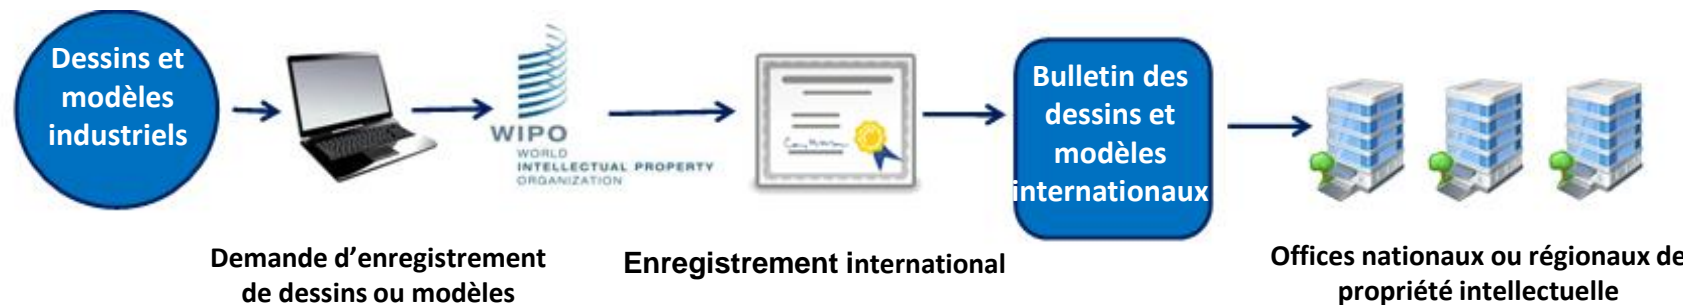 Dessins et
modèles
industriels
WIPO
WORLD
INTELLECTUAL PROPERTY
ORGANIZATION
Bulletin des
dessins et
modèles
internationaux
Demande d’enregistrement
de dessins ou modèles
Enregistrement international
Offices nationaux ou régionaux de
propriété intellectuelle